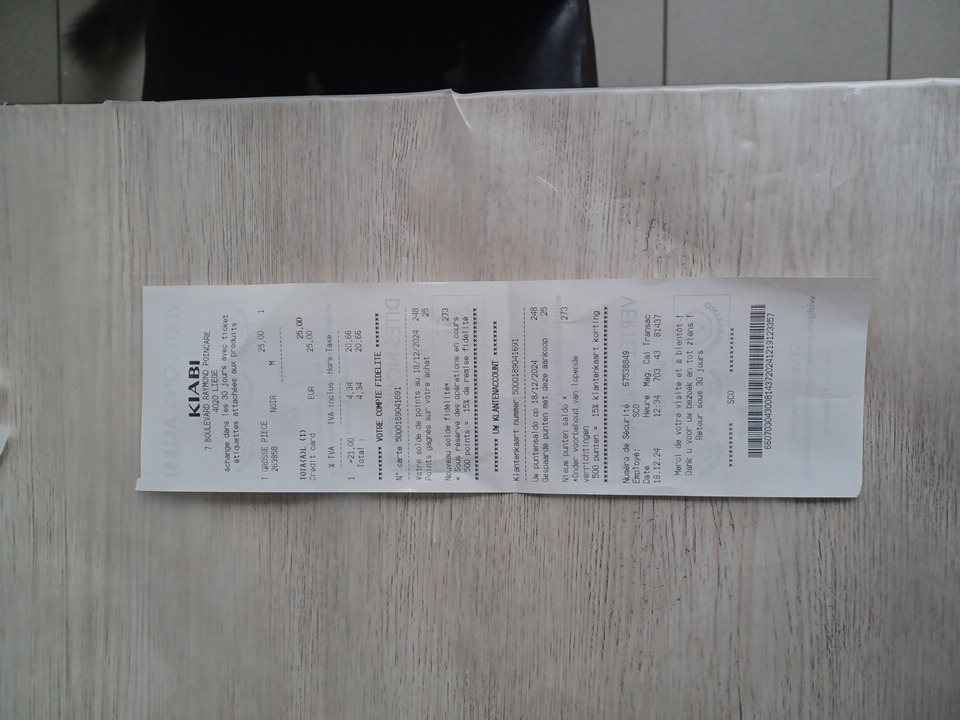 KIABI
7 BOULEVARD RAYMOND POINCARE
4020 LIEGE
échange dans les 30 jours avec ticket
étiquettes attachées aux produits
T GROSSE PIECE 25,00 1
263858 NOIR M
TOTA(A)L (1) 25,00
Credit card EUR 25,00
% TVA TVA inclus Hors Taxe
1 *21,00 4,34 20,66
Total : 4,34 20,66
******** VOTRE COMPTE FIDELITE ********
N° carte 5000189041691
Votre solde de points au 18/12/2024 248
Points gagnés sur votre achat 25
Nouveau solde fidélité* 273
* Sous réserve des opérations en cours
500 points = 15% de remise fidélité
******** UW KLANTENACCOUNT ********
Klantenkaart nummer 5000189041691
Uw puntensaldo op 18/12/2024 248
Gespaarde punten met deze aankoop 25
Nieuw punten saldo = 273
*Onder voorbehoud van lopende
verrichtingen
500 punten = 15% klantenkaart korting
Numéro de Sécurité 67538849
Employé: SCO
Date Heure Mag. Cai Transac
19.12.24 12:34 703 43 81437
Merci de votre visite et à bientôt !
Dank u voor uw bezoek en tot ziens !
Retour sous 30 jours
SCO
66070304300814372024121912335​7